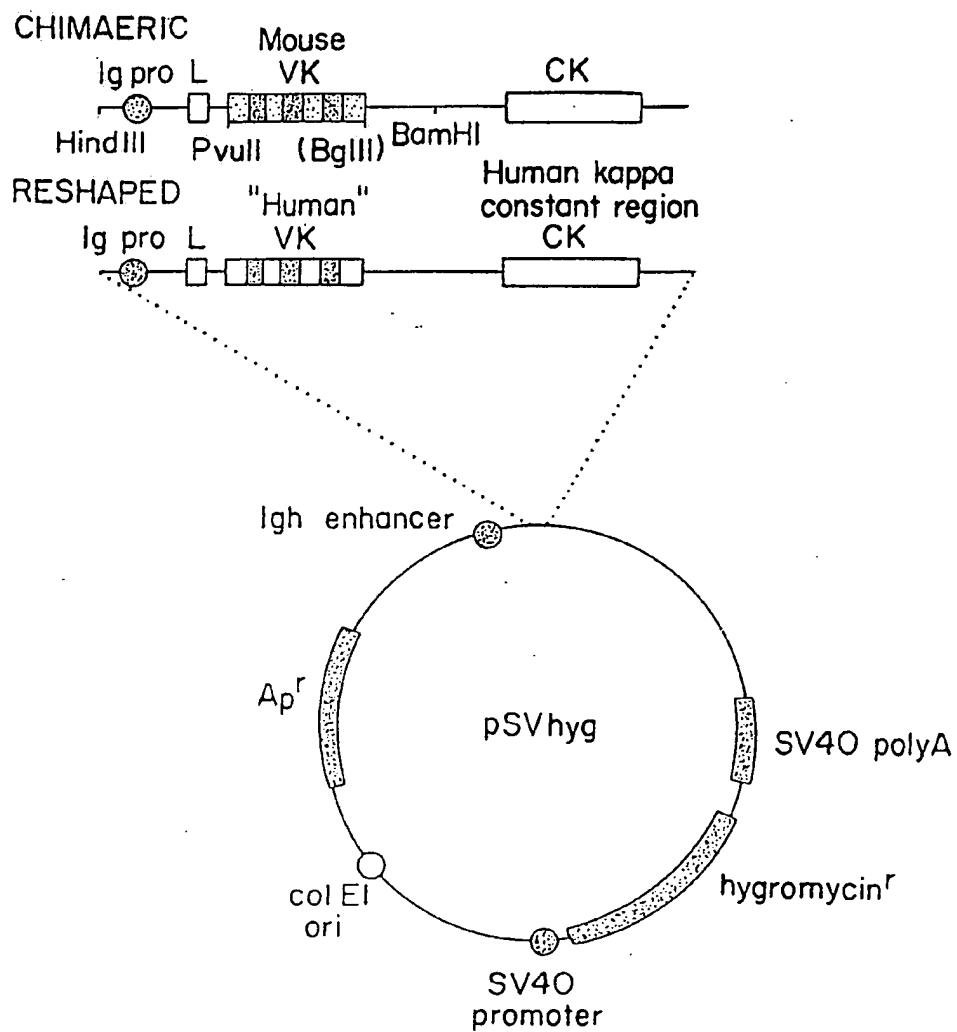 CHIMAERIC
Mouse
Ig pro L VK CK
HindIII PvuII (BglII) BamHI
RESHAPED
"Human" Human kappa
constant region
Ig pro L VK CK
Igh enhancer
Ap^r
pSVhyg
SV40 polyA
hygromycin^r
col EI
ori
SV40
promoter